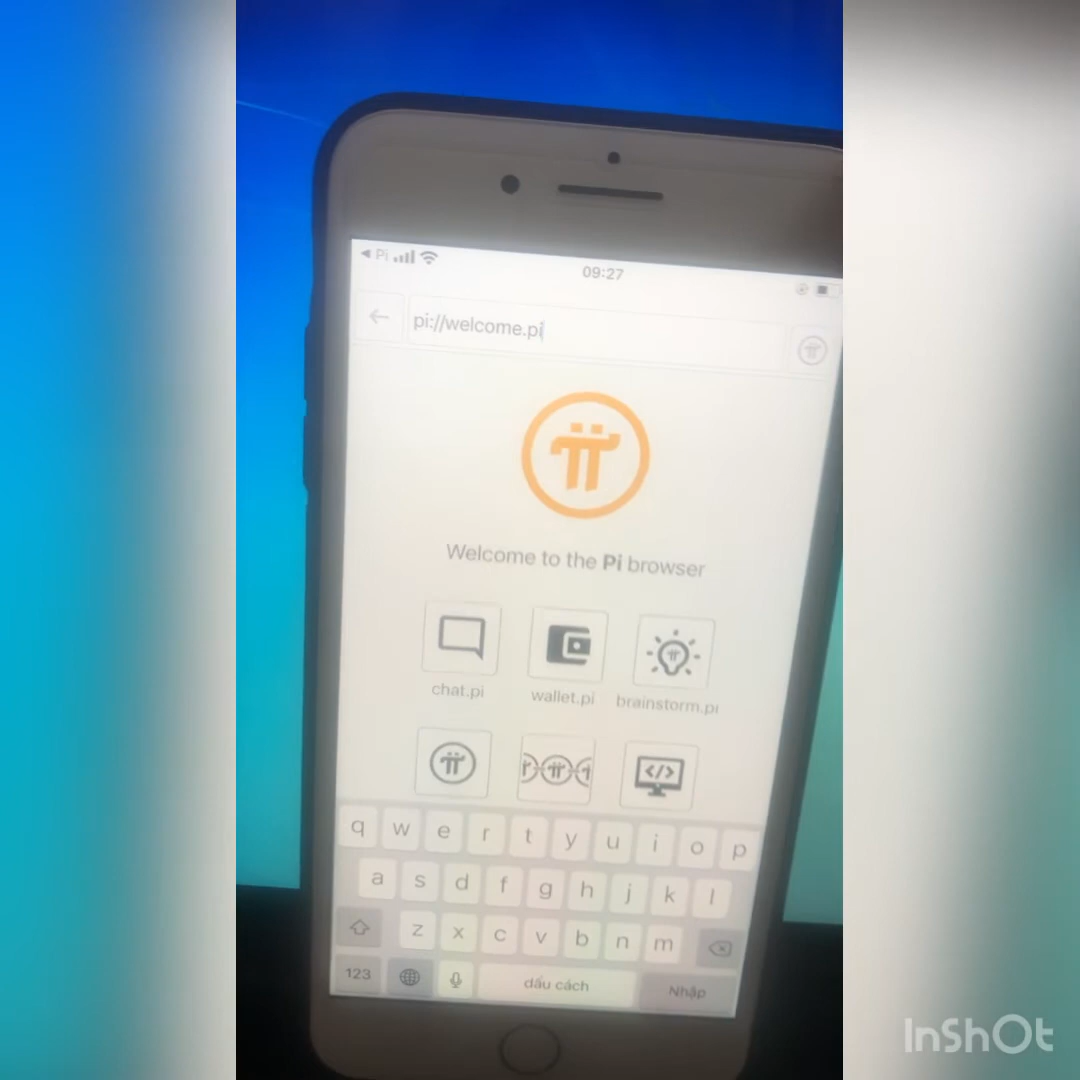 Pi
09:27
pi://welcome.pi
Welcome to the Pi browser
chat.pi wallet.pi brainstorm.pi
q w e r t y u i o p
a s d f g h j k l
z x c v b n m
123 dấu cách Nhập
InShOt